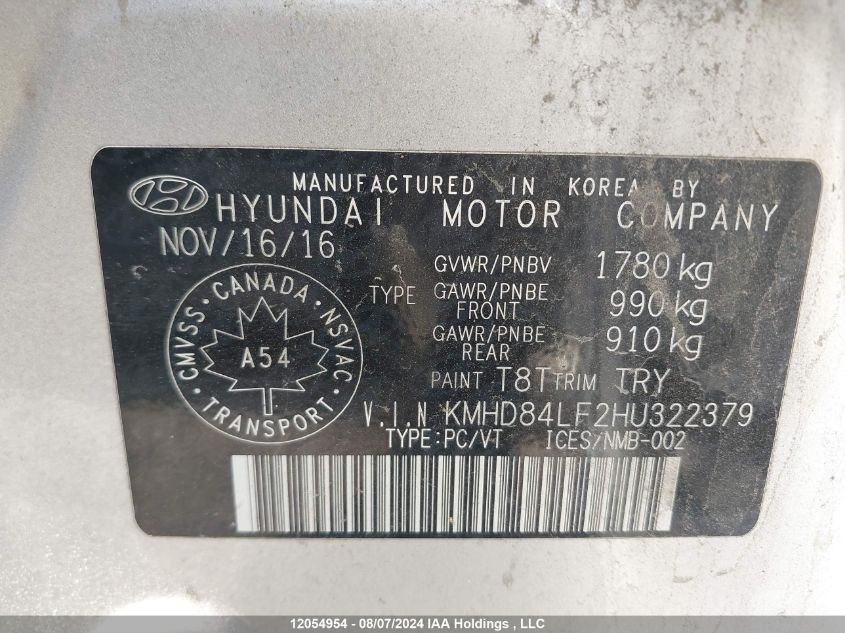 MANUFACTURED IN KOREA BY
HYUNDAI MOTOR COMPANY
NOV/16/16
GVWR/PNBV 1780 kg
TYPE GAWR/PNBE FRONT 990 kg
GAWR/PNBE REAR 910 kg
CMVSS · CANADA · NSVAC
A54
TRANSPORT
PAINT T8T TRIM TRY
V.I.N KMHD84LF2HU322379
TYPE:PC/VT ICES/NMB-002
12054954 - 08/07/2024 IAA Holdings , LLC